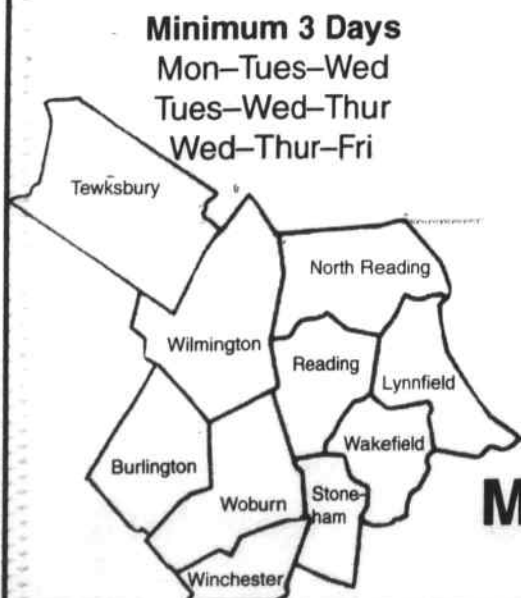 Minimum 3 Days
Mon–Tues–Wed
Tues–Wed–Thur
Wed–Thur–Fri
Tewksbury
North Reading
Wilmington
Reading
Lynnfield
Wakefield
Burlington
Woburn
Stone-
ham
M
Winchester